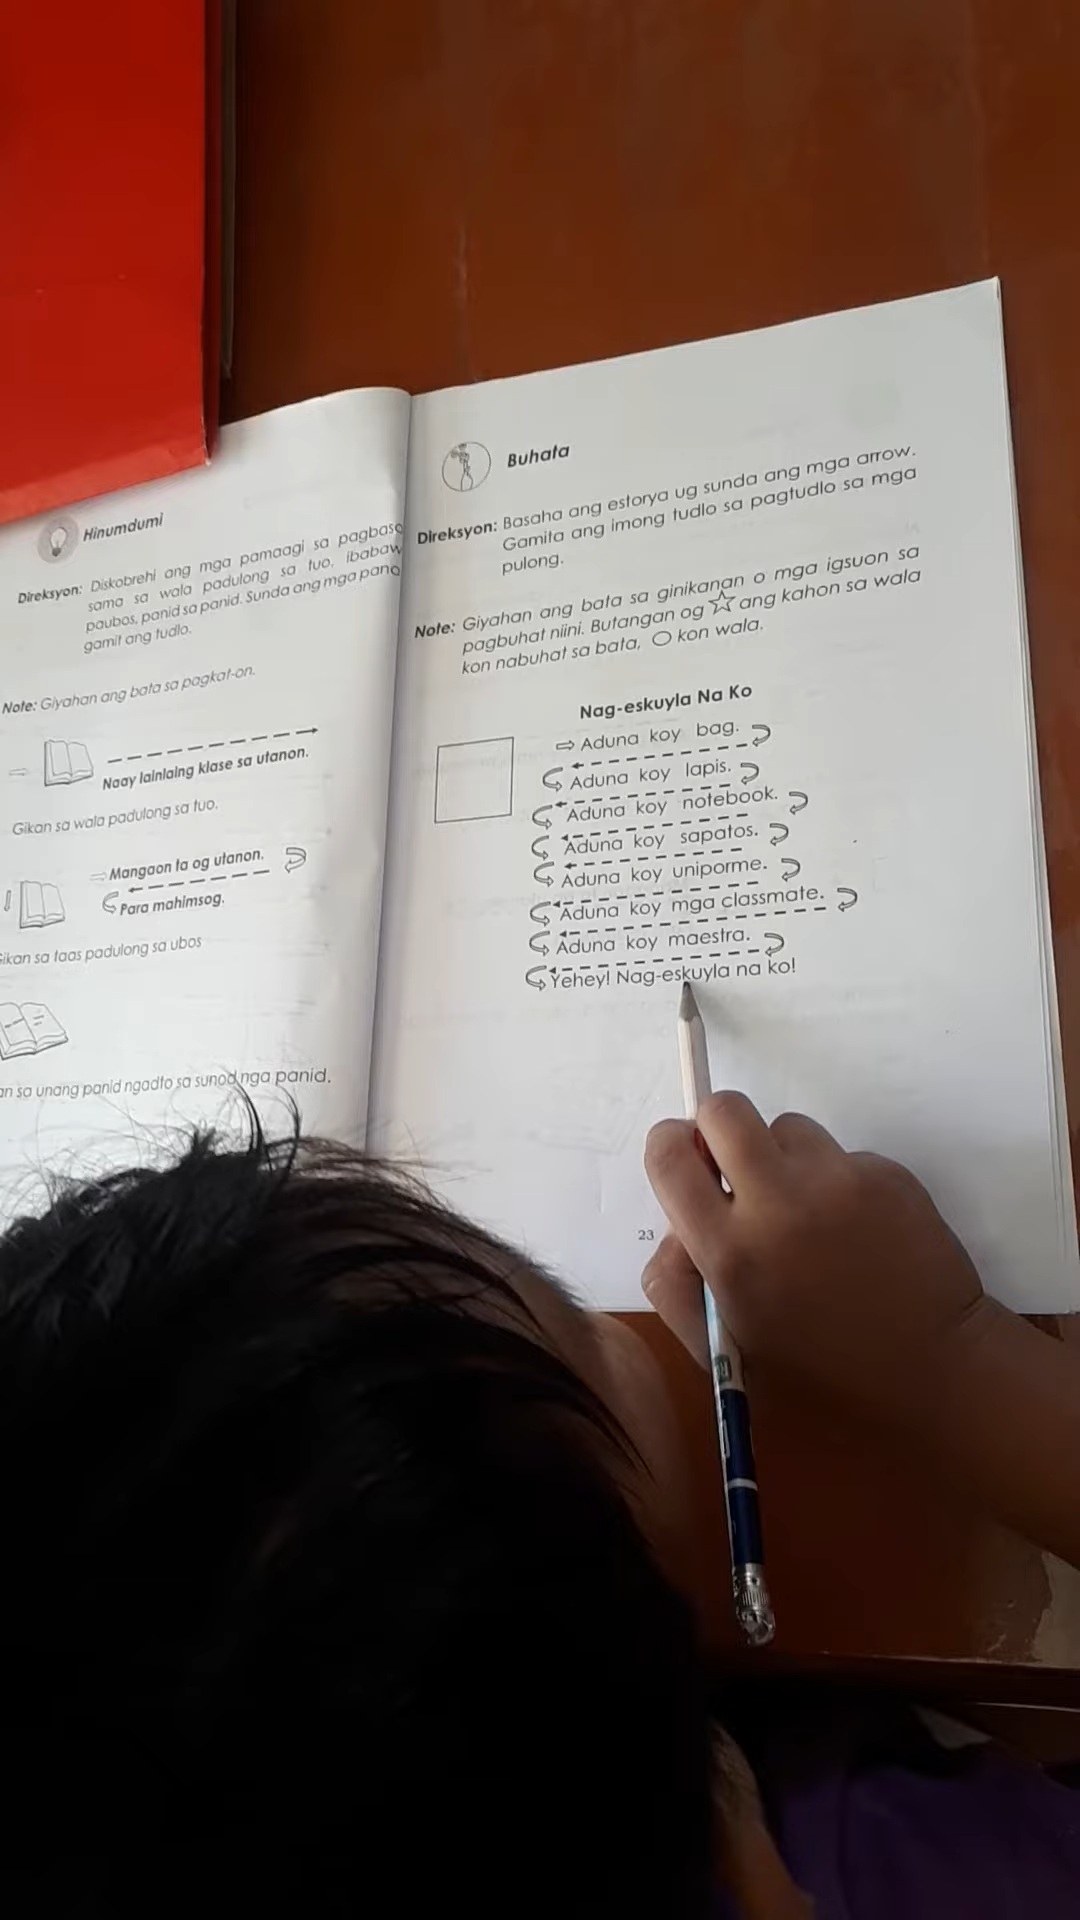 Hinumdumi
Direksyon: Diskobrehi ang mga pamaagi sa pagbasa
sama sa wala padulong sa tuo, ibabaw
paubos, panid sa panid. Sunda ang mga pana
gamit ang tudlo.
Note: Giyahan ang bata sa pagkat-on.
Naay lainlaing klase sa utanon.
Gikan sa wala padulong sa tuo.
Mangaon ta og utanon.
Para mahimsog.
Gikan sa taas padulong sa ubos
an sa unang panid ngadto sa sunod nga panid.
Buhata
Direksyon: Basaha ang estorya ug sunda ang mga arrow.
Gamita ang imong tudlo sa pagtudlo sa mga
pulong.
Note: Giyahan ang bata sa ginikanan o mga igsuon sa
pagbuhat niini. Butangan og ☆ ang kahon sa wala
kon nabuhat sa bata, ○ kon wala.
Nag-eskuyla Na Ko
Aduna koy bag.
Aduna koy lapis.
Aduna koy notebook.
Aduna koy sapatos.
Aduna koy uniporme.
Aduna koy mga classmate.
Aduna koy maestra.
Yehey! Nag-eskuyla na ko!
23